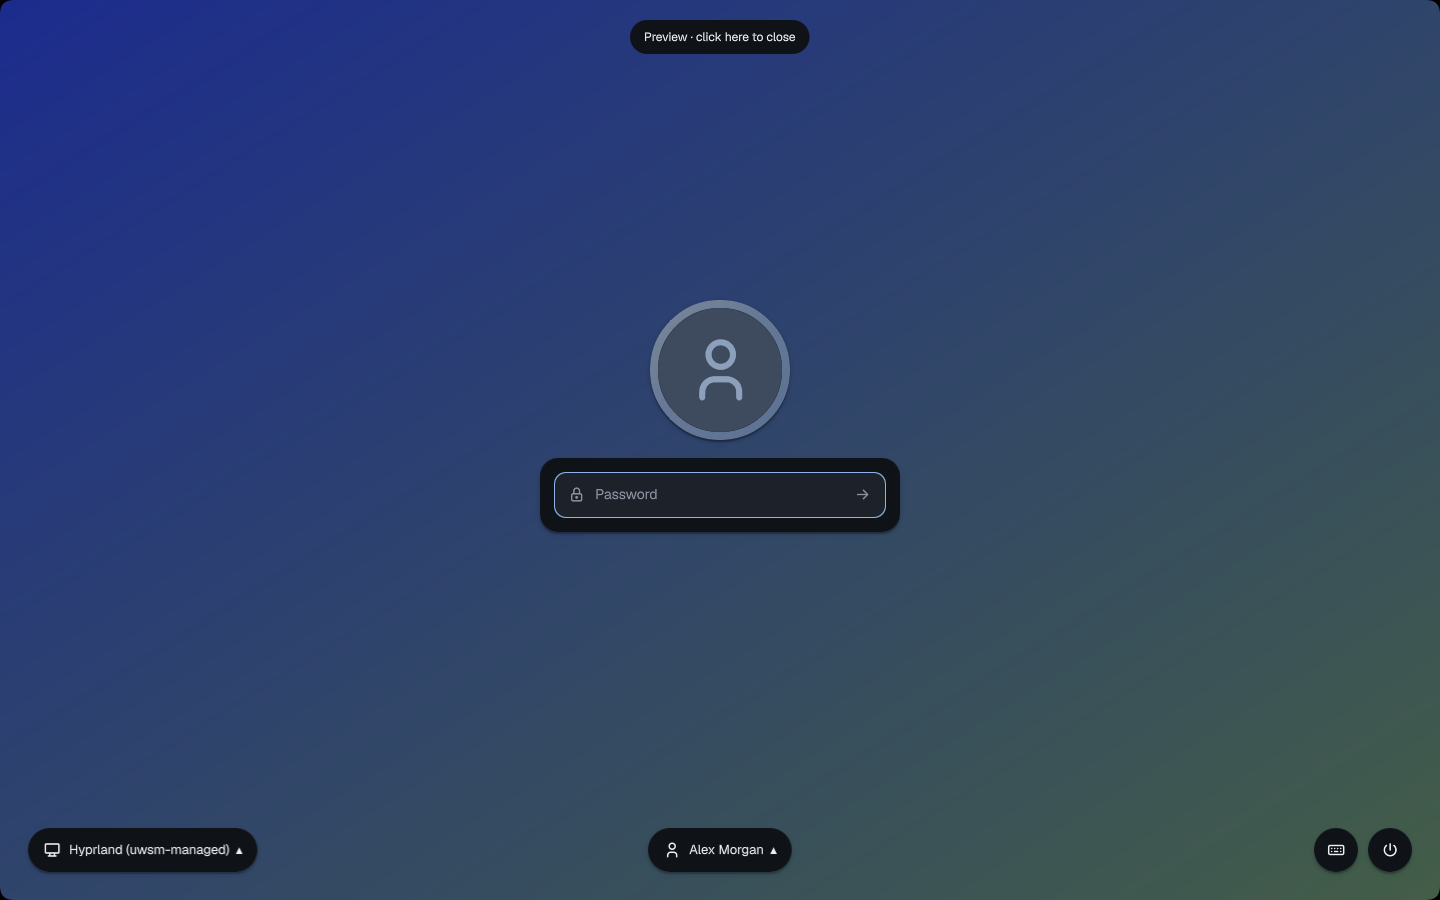 Preview · click here to close
Password
Hyprland (uwsm-managed) ▲
Alex Morgan ▲